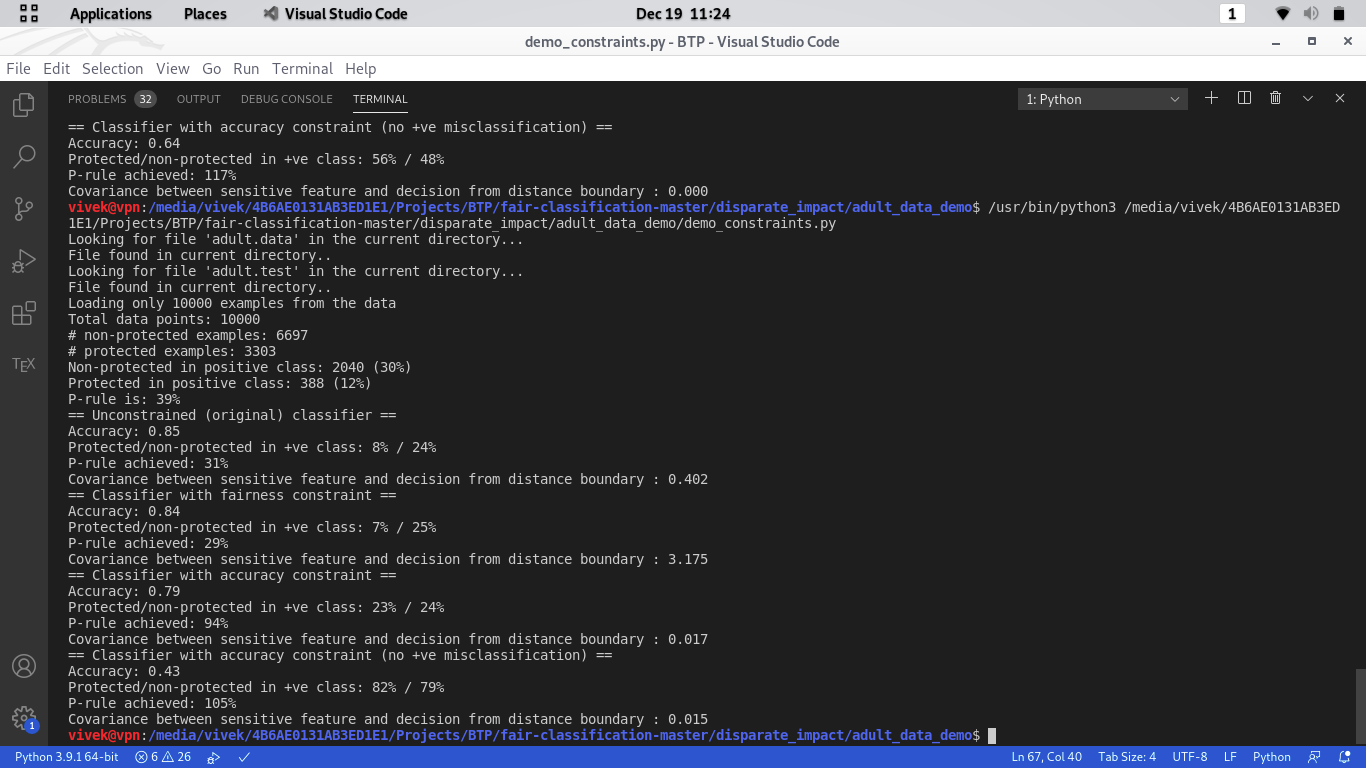 Applications Places Visual Studio Code Dec 19 11:24 1
demo_constraints.py - BTP - Visual Studio Code
File Edit Selection View Go Run Terminal Help
PROBLEMS 32 OUTPUT DEBUG CONSOLE TERMINAL 1: Python
== Classifier with accuracy constraint (no +ve misclassification) ==
Accuracy: 0.64
Protected/non-protected in +ve class: 56% / 48%
P-rule achieved: 117%
Covariance between sensitive feature and decision from distance boundary : 0.000
vivek@vpn:/media/vivek/4B6AE0131AB3ED1E1/Projects/BTP/fair-classification-master/disparate_impact/adult_data_demo$ /usr/bin/python3 /media/vivek/4B6AE0131AB3ED
1E1/Projects/BTP/fair-classification-master/disparate_impact/adult_data_demo/demo_constraints.py
Looking for file 'adult.data' in the current directory...
File found in current directory..
Looking for file 'adult.test' in the current directory...
File found in current directory..
Loading only 10000 examples from the data
Total data points: 10000
# non-protected examples: 6697
# protected examples: 3303
Non-protected in positive class: 2040 (30%)
Protected in positive class: 388 (12%)
P-rule is: 39%
== Unconstrained (original) classifier ==
Accuracy: 0.85
Protected/non-protected in +ve class: 8% / 24%
P-rule achieved: 31%
Covariance between sensitive feature and decision from distance boundary : 0.402
== Classifier with fairness constraint ==
Accuracy: 0.84
Protected/non-protected in +ve class: 7% / 25%
P-rule achieved: 29%
Covariance between sensitive feature and decision from distance boundary : 3.175
== Classifier with accuracy constraint ==
Accuracy: 0.79
Protected/non-protected in +ve class: 23% / 24%
P-rule achieved: 94%
Covariance between sensitive feature and decision from distance boundary : 0.017
== Classifier with accuracy constraint (no +ve misclassification) ==
Accuracy: 0.43
Protected/non-protected in +ve class: 82% / 79%
P-rule achieved: 105%
Covariance between sensitive feature and decision from distance boundary : 0.015
vivek@vpn:/media/vivek/4B6AE0131AB3ED1E1/Projects/BTP/fair-classification-master/disparate_impact/adult_data_demo$
TEX
1
Python 3.9.1 64-bit 6 26 Ln 67, Col 40 Tab Size: 4 UTF-8 LF Python